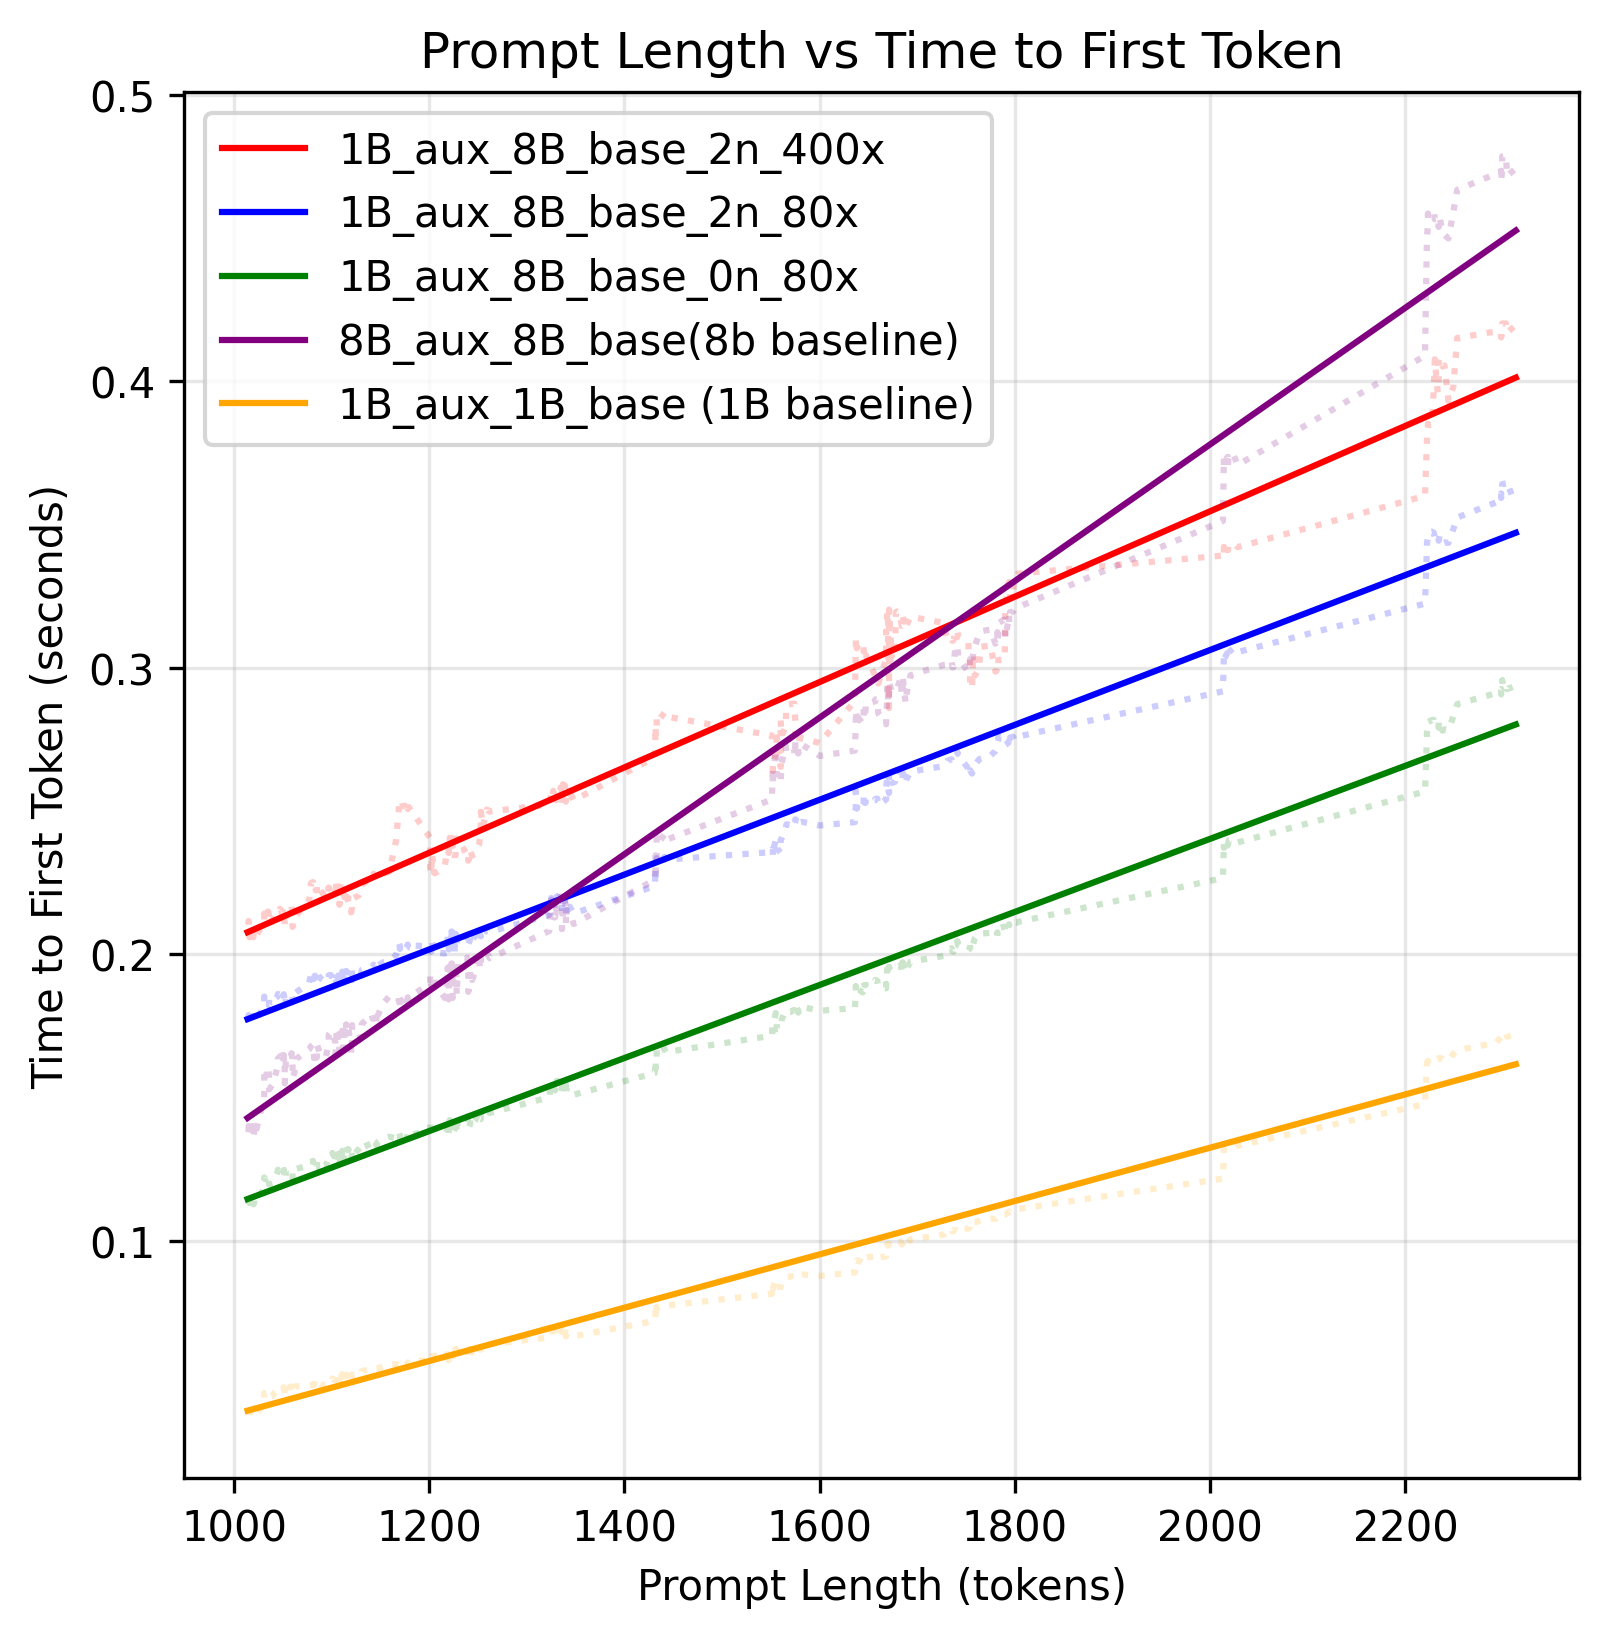 Prompt Length vs Time to First Token
0.5
0.4
0.3
0.2
0.1
Time to First Token (seconds)
1B_aux_8B_base_2n_400x
1B_aux_8B_base_2n_80x
1B_aux_8B_base_0n_80x
8B_aux_8B_base(8b baseline)
1B_aux_1B_base (1B baseline)
1000 1200 1400 1600 1800 2000 2200
Prompt Length (tokens)